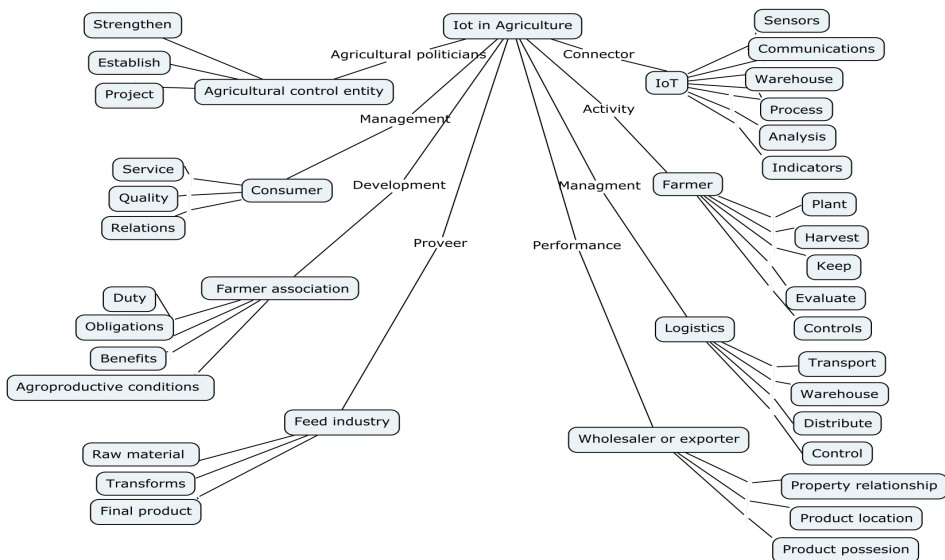 Iot in Agriculture
Agricultural politicians
Agricultural control entity
Strengthen
Establish
Project
Management
Consumer
Service
Quality
Relations
Development
Farmer association
Duty
Obligations
Benefits
Agroproductive conditions
Proveer
Feed industry
Raw material
Transforms
Final product
Connector
IoT
Sensors
Communications
Warehouse
Process
Analysis
Indicators
Activity
Farmer
Plant
Harvest
Keep
Evaluate
Controls
Managment
Logistics
Transport
Warehouse
Distribute
Control
Performance
Wholesaler or exporter
Property relationship
Product location
Product possesion